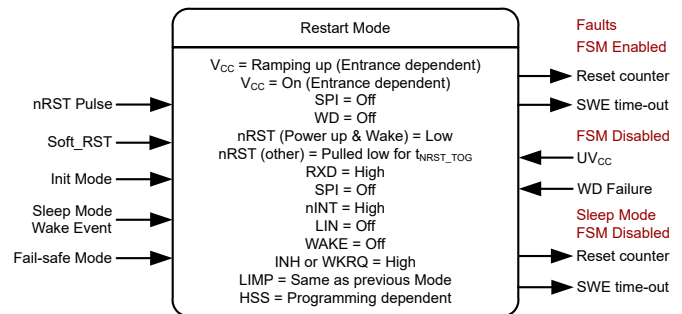 Restart Mode
V_CC = Ramping up (Entrance dependent)
V_CC = On (Entrance dependent)
SPI = Off
WD = Off
nRST (Power up & Wake) = Low
nRST (other) = Pulled low for t_NRST_TOG
RXD = High
SPI = Off
nINT = High
LIN = Off
WAKE = Off
INH or WKRQ = High
LIMP = Same as previous Mode
HSS = Programming dependent
nRST Pulse
Soft_RST
Init Mode
Sleep Mode
Wake Event
Fail-safe Mode
Faults
FSM Enabled
Reset counter
SWE time-out
FSM Disabled
UV_CC
WD Failure
Sleep Mode
FSM Disabled
Reset counter
SWE time-out